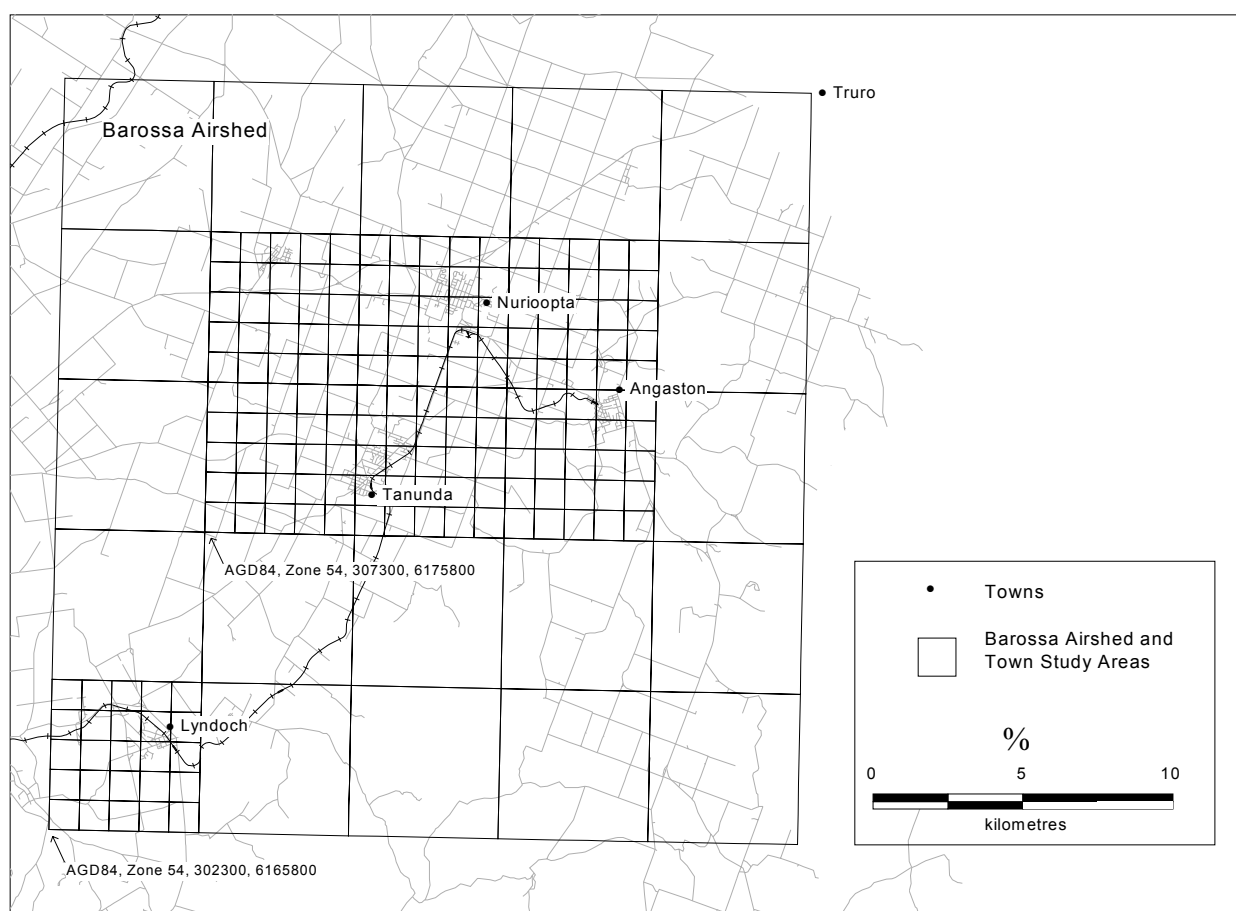 Truro
Barossa Airshed
Nurioopta
Angaston
Tanunda
AGD84, Zone 54, 307300, 6175800
Lyndoch
AGD84, Zone 54, 302300, 6165800
Towns
Barossa Airshed and
Town Study Areas
%
0 5 10
kilometres